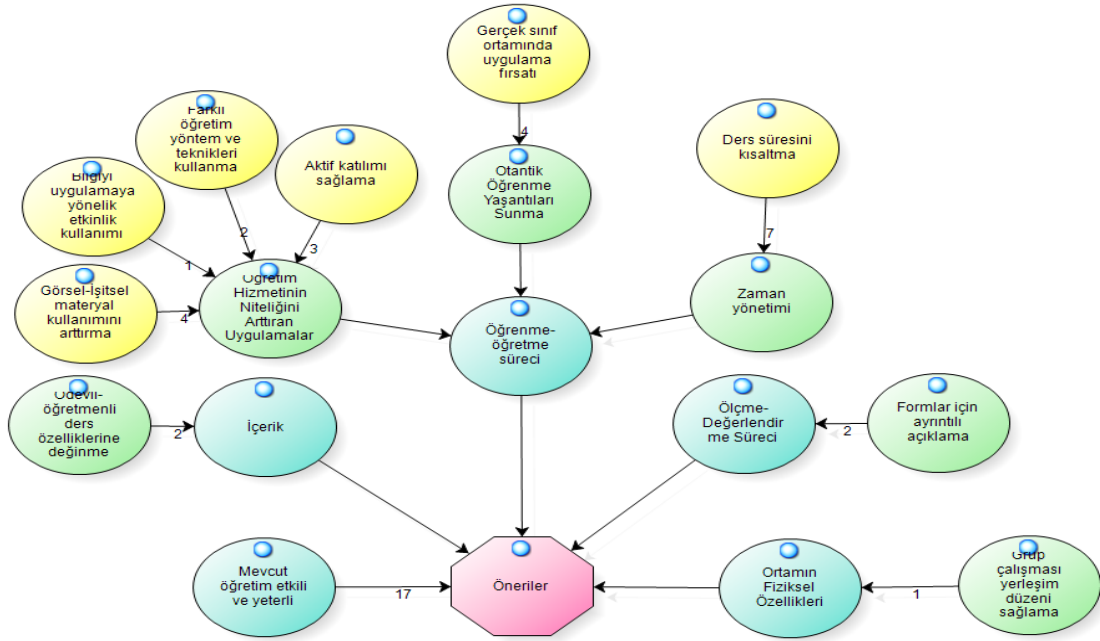 Gerçek sınıf
ortamında
uygulama
fırsatı
Farklı
öğretim
yöntem ve
teknikleri
kullanma
Aktif katılımı
sağlama
Ders süresini
kısaltma
4
Bilgiyi
uygulamaya
yönelik
etkinlik
kullanımı
Otantik
Öğrenme
Yaşantıları
Sunma
2
3
7
1
Görsel-İşitsel
materyal
kullanımını
arttırma
4
Öğretim
Hizmetinin
Niteliğini
Arttıran
Uygulamalar
Zaman
yönetimi
Öğrenme-
öğretme
süreci
Ödevli-
öğretmenli
ders
özelliklerine
değinme
2
İçerik
Ölçme-
Değerlendir
me Süreci
2
Formlar için
ayrıntılı
açıklama
Mevcut
öğretim etkili
ve yeterli
17
Öneriler
Ortamın
Fiziksel
Özellikleri
1
Grup
çalışması
yerleşim
düzeni
sağlama